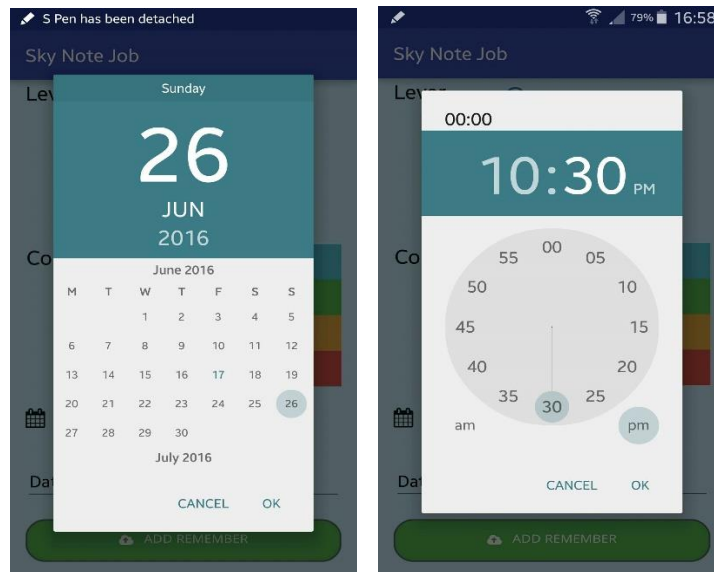 S Pen has been detached
Sky Note Job
Lev
Sunday
26
JUN
2016
Co
June 2016
M T W T F S S
1 2 3 4 5
6 7 8 9 10 11 12
13 14 15 16 17 18 19
20 21 22 23 24 25 26
27 28 29 30
July 2016
Dat
CANCEL OK
ADD REMEMBER
79% 16:58
Sky Note Job
00:00
10:30 PM
Co
00
55 05
50 10
45 15
40 20
35 25
30
am pm
Dat
CANCEL OK
ADD REMEMBER